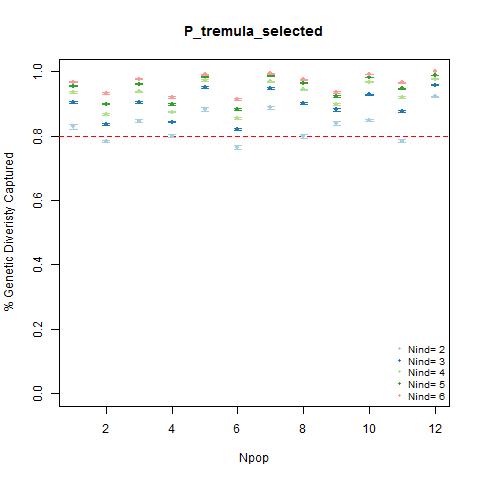 P_tremula_selected
% Genetic Diveristy Captured
1.0
0.8
0.6
0.4
0.2
0.0
Nind= 2
Nind= 3
Nind= 4
Nind= 5
Nind= 6
2 4 6 8 10 12
Npop